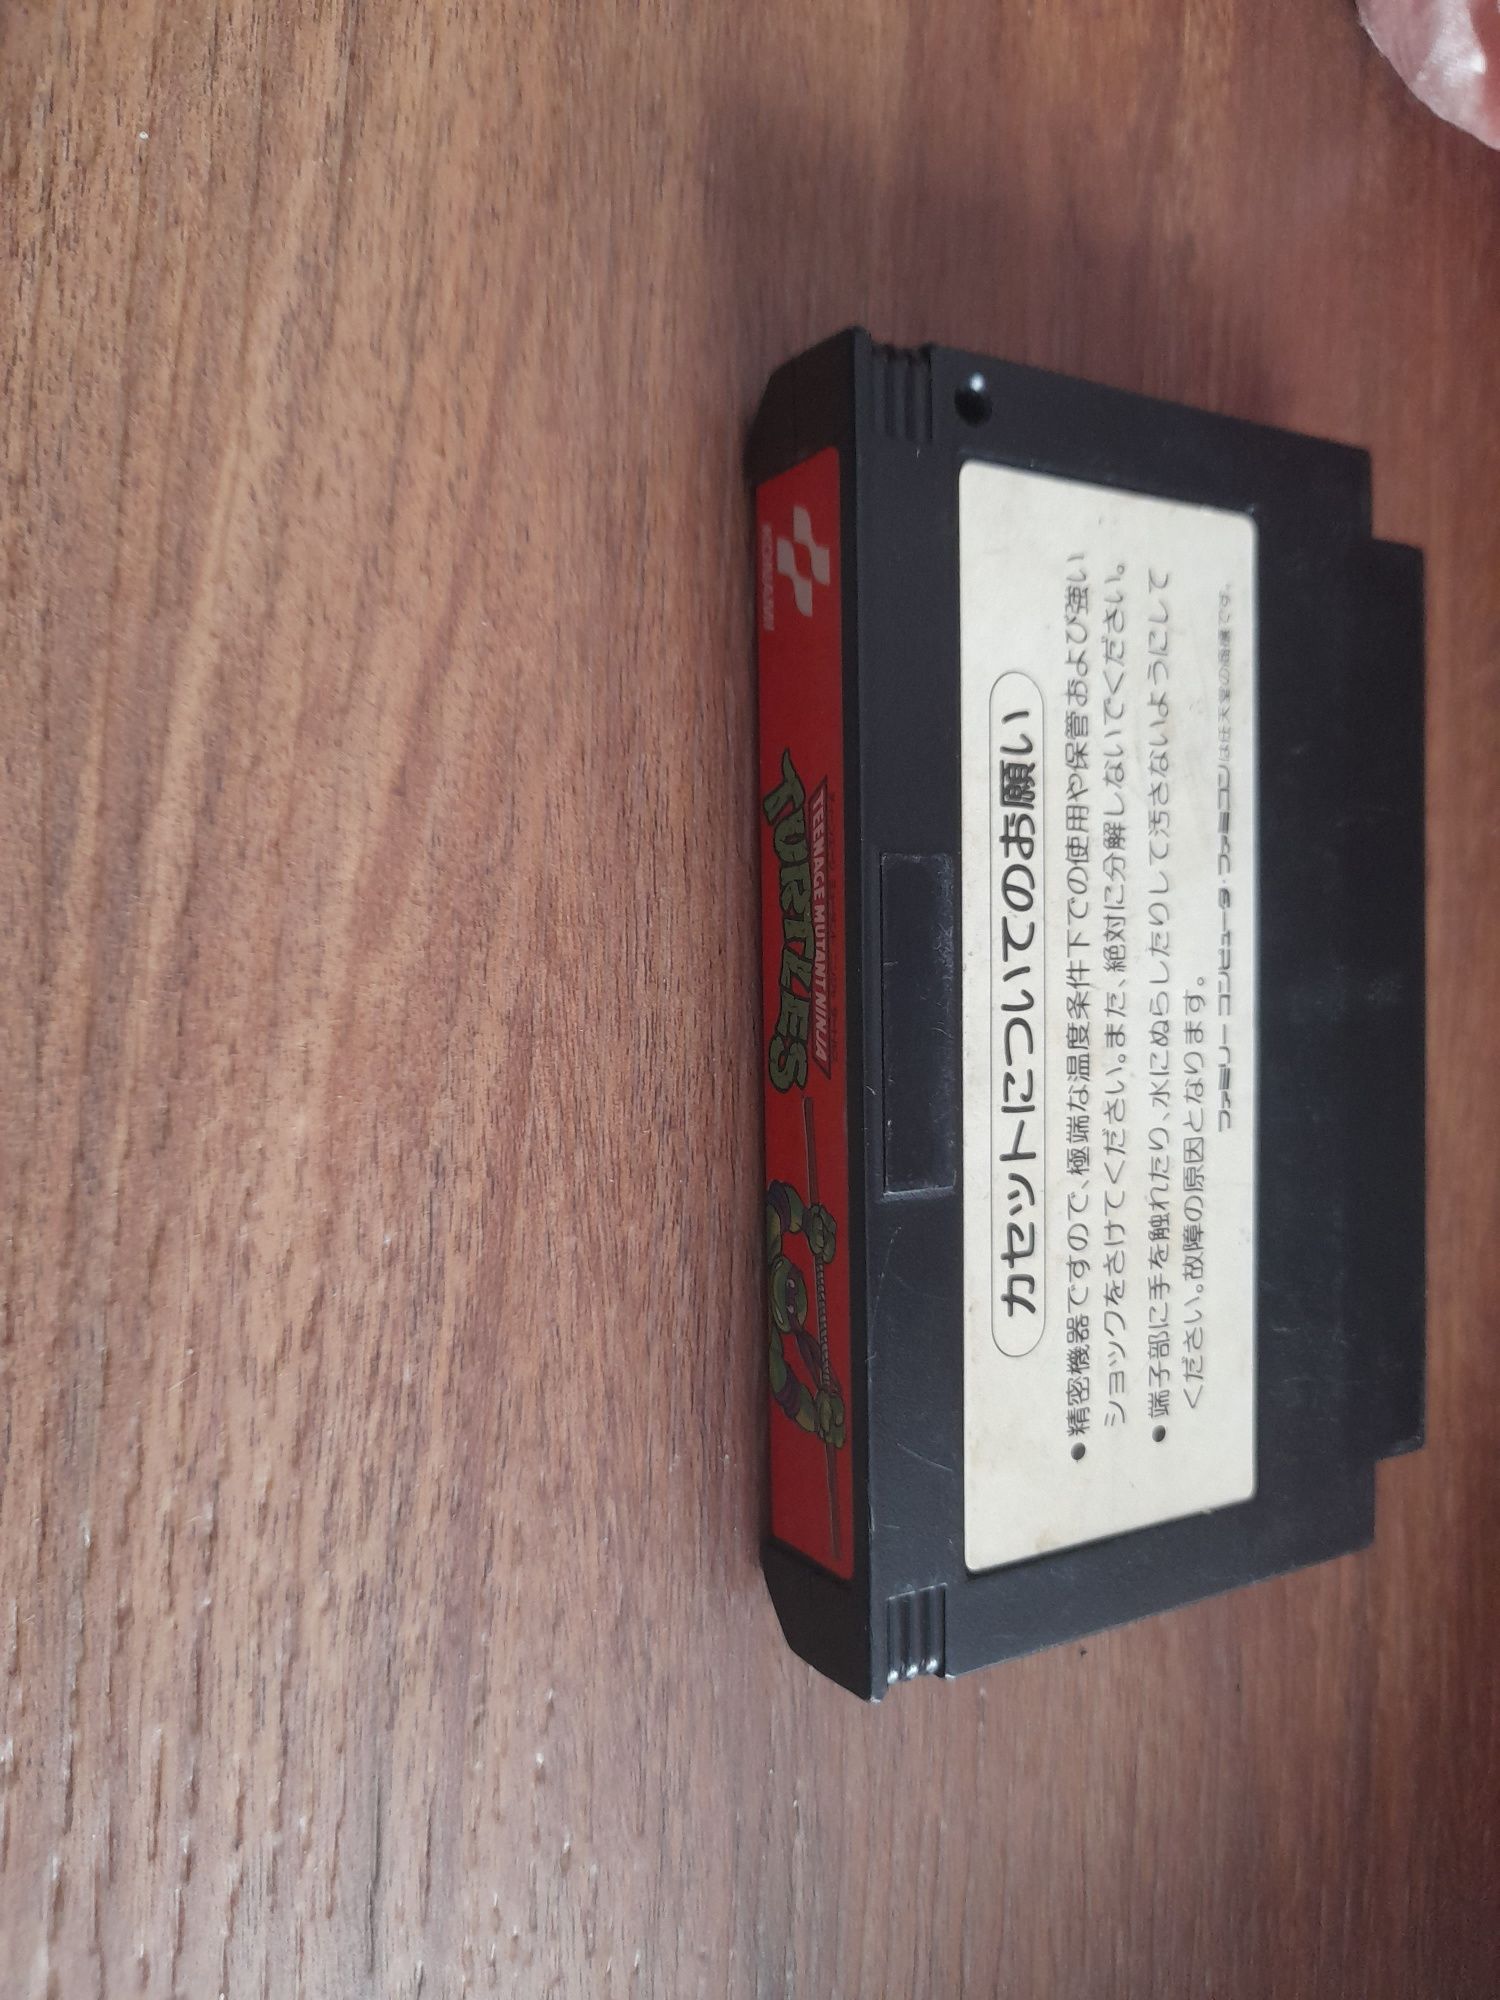 KONAMI
TEENAGE MUTANT NINJA
TURTLES
カセットについてのお願い
●精密機器ですので、極端な温度条件下での使用や保管および強い
ショックをさけてください。また、絶対に分解しないでください。
●端子部に手を触れたり、水にぬらしたりして汚さないようにして
ください。故障の原因となります。
ファミリー コンピュータ・ファミコンは任天堂の商標です。